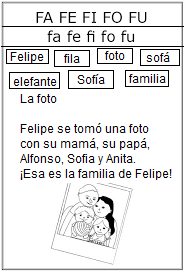 FA FE FI FO FU
fa fe fi fo fu
Felipe fila foto sofá
elefante Sofía familia
La foto
Felipe se tomó una foto
con su mamá, su papá,
Alfonso, Sofia y Anita.
¡Esa es la familia de Felipe!